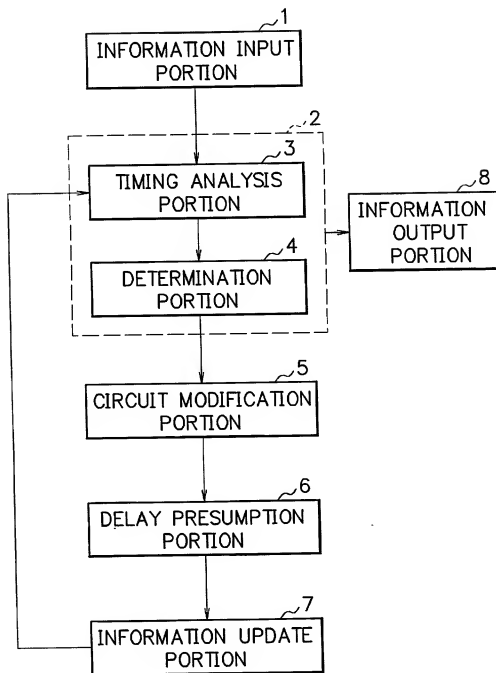 1
INFORMATION INPUT
PORTION
2
3
TIMING ANALYSIS
PORTION
8
INFORMATION
OUTPUT
PORTION
4
DETERMINATION
PORTION
5
CIRCUIT MODIFICATION
PORTION
6
DELAY PRESUMPTION
PORTION
7
INFORMATION UPDATE
PORTION